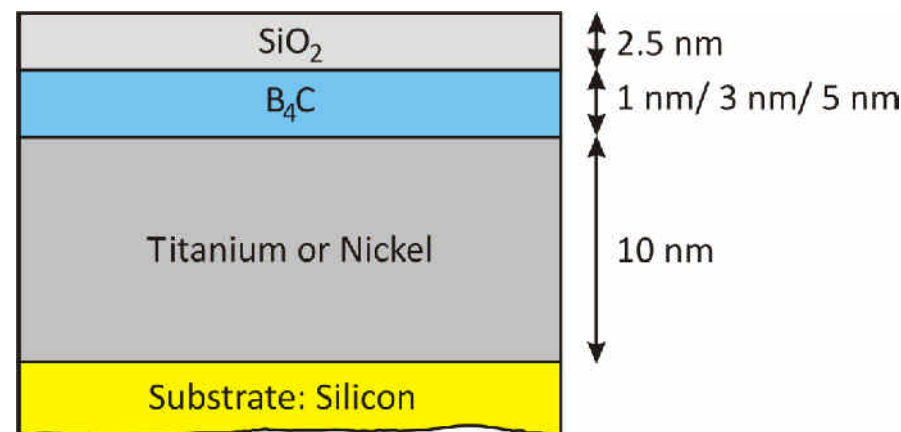 SiO₂
2.5 nm
B₄C
1 nm/ 3 nm/ 5 nm
Titanium or Nickel
10 nm
Substrate: Silicon